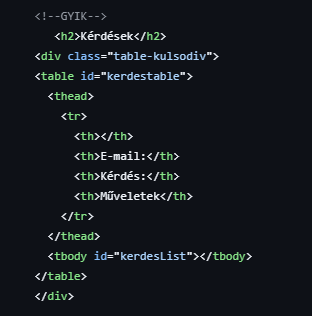 <!--GYIK-->
<h2>Kérdések</h2>
<div class="table-kulsodiv">
<table id="kerdestable">
<thead>
<tr>
<th></th>
<th>E-mail:</th>
<th>Kérdés:</th>
<th>Műveletek</th>
</tr>
</thead>
<tbody id="kerdesList"></tbody>
</table>
</div>